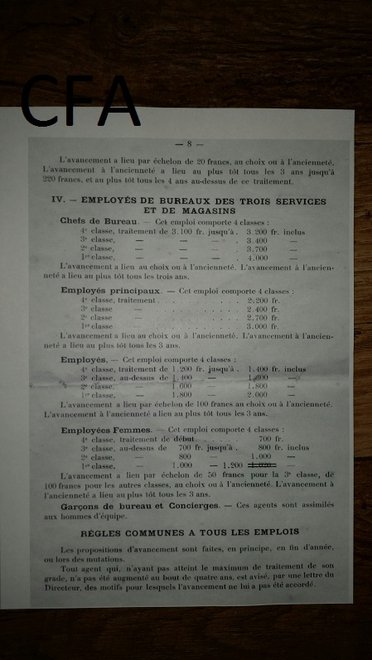 CFA
— 8 —
L'avancement a lieu par échelon de 20 francs, au choix ou à l'ancienneté.
L'avancement à l'ancienneté a lieu au plus tôt tous les 3 ans jusqu'à
220 francs, et au plus tôt tous les 4 ans au-dessus de ce traitement.
IV. — EMPLOYÉS DE BUREAUX DES TROIS SERVICES
ET DE MAGASINS
Chefs de Bureau. — Cet emploi comporte 4 classes :
4e classe, traitement de 3.100 fr. jusqu'à . 3.200 fr. inclus
3e classe, — — — 3.400 —
2e classe, — — — 3.700 —
1re classe, — — — 4.000 —
L'avancement a lieu au choix ou à l'ancienneté. L'avancement à l'ancien-
neté a lieu au plus tôt tous les trois ans.
Employés principaux. — Cet emploi comporte 4 classes :
4e classe, traitement . . . . . . . . . . 2.200 fr.
3e classe — . . . . . . . . . . 2.400 fr.
2e classe — . . . . . . . . . . 2.700 fr.
1re classe — . . . . . . . . . . 3.000 fr.
L'avancement a lieu au choix ou à l'ancienneté. L'avancement à l'ancien-
neté a lieu au plus tôt tous les 3 ans.
Employés. — Cet emploi comporte 4 classes :
4e classe, traitement de 1.200 fr. jusqu'à . 1.400 fr. inclus
3e classe, au-dessus de 1.400 — 1.600 —
2e classe, — 1.600 — 1.800 —
1re classe, — 1.800 — 2.000 —
L'avancement a lieu par échelon de 100 francs au choix ou à l'ancienneté.
L'avancement à l'ancienneté a lieu au plus tôt tous les 3 ans.
Employées Femmes. — Cet emploi comporte 4 classes :
4e classe, traitement de début . . . 700 fr.
3e classe, au-dessus de 700 fr. jusqu'à . 800 fr. inclus
2e classe — 800 — 1.000 —
1re classe, — 1.000 — 1.200
L'avancement a lieu par échelon de 50 francs pour la 3e classe, de
100 francs pour les autres classes, au choix ou à l'ancienneté. L'avancement à
l'ancienneté a lieu au plus tôt tous les 3 ans.
Garçons de bureau et Concierges. — Ces agents sont assimilés
aux hommes d'équipe.
RÈGLES COMMUNES A TOUS LES EMPLOIS
Les propositions d'avancement sont faites, en principe, en fin d'année,
ou lors des mutations.
Tout agent qui, n'ayant pas atteint le maximum de traitement de son
grade, n'a pas été augmenté au bout de quatre ans, est avisé, par une lettre du
Directeur, des motifs pour lesquels l'avancement ne lui a pas été accordé.